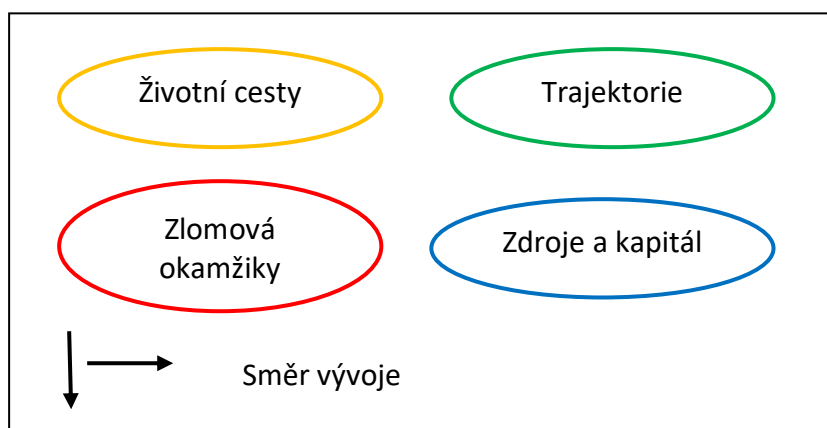 Životní cesty
Trajektorie
Zlomová
okamžiky
Zdroje a kapitál
Směr vývoje